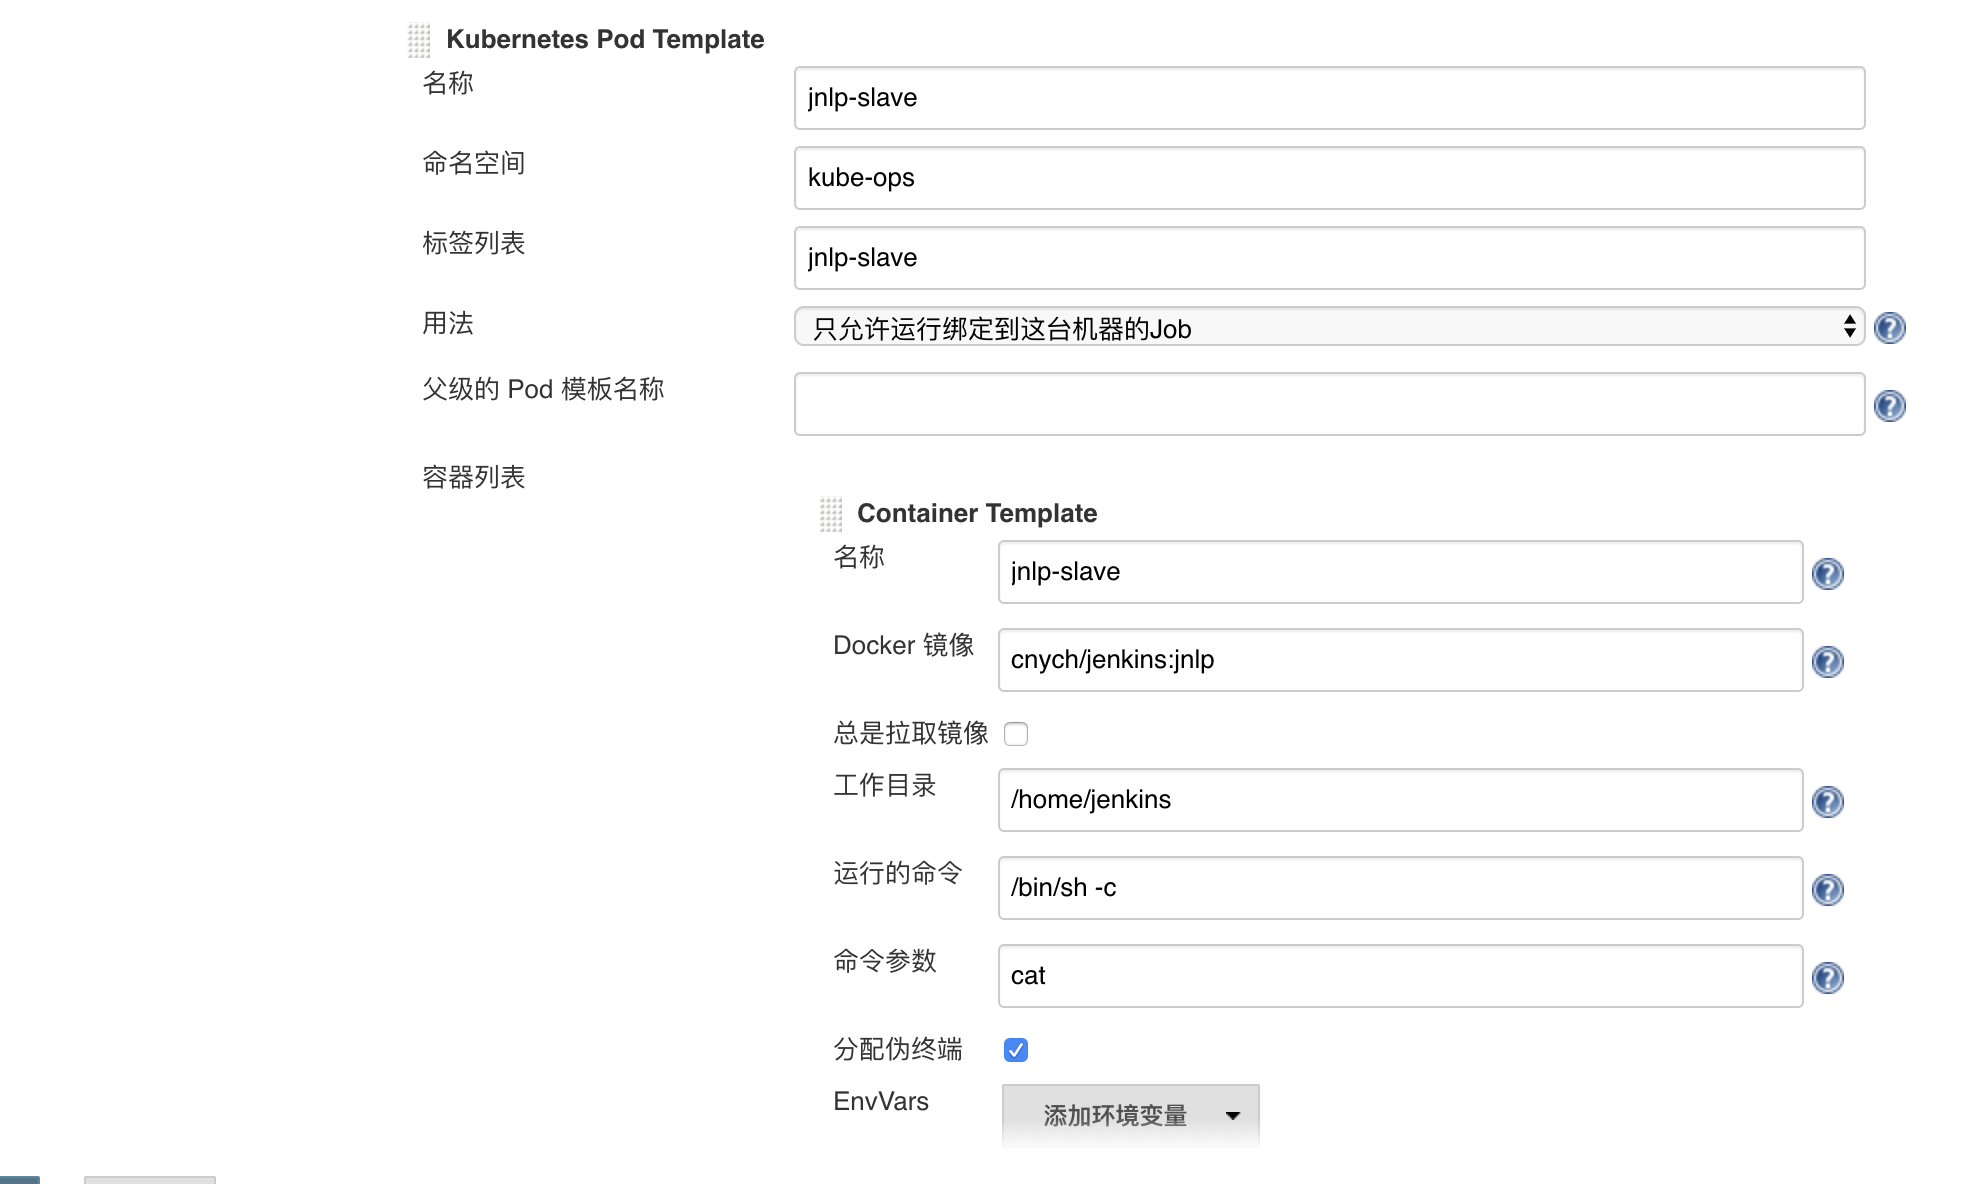 Kubernetes Pod Template
名称
jnlp-slave
命名空间
kube-ops
标签列表
jnlp-slave
用法
只允许运行绑定到这台机器的Job
父级的 Pod 模板名称
容器列表
Container Template
名称
jnlp-slave
Docker 镜像
cnych/jenkins:jnlp
总是拉取镜像
工作目录
/home/jenkins
运行的命令
/bin/sh -c
命令参数
cat
分配伪终端
EnvVars
添加环境变量